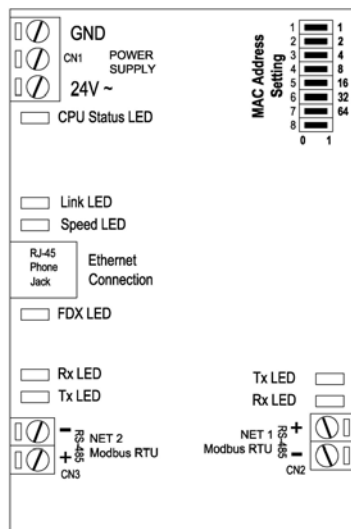 GND
CN1 POWER SUPPLY
24V ~
CPU Status LED
MAC Address Setting
1 1
2 2
3 4
4 8
5 16
6 32
7 64
8
0 1
Link LED
Speed LED
RJ-45 Phone Jack
Ethernet Connection
FDX LED
Rx LED
Tx LED
− RS-485 +
NET 2
Modbus RTU
CN3
Tx LED
Rx LED
NET 1
Modbus RTU
RS-485 + −
CN2